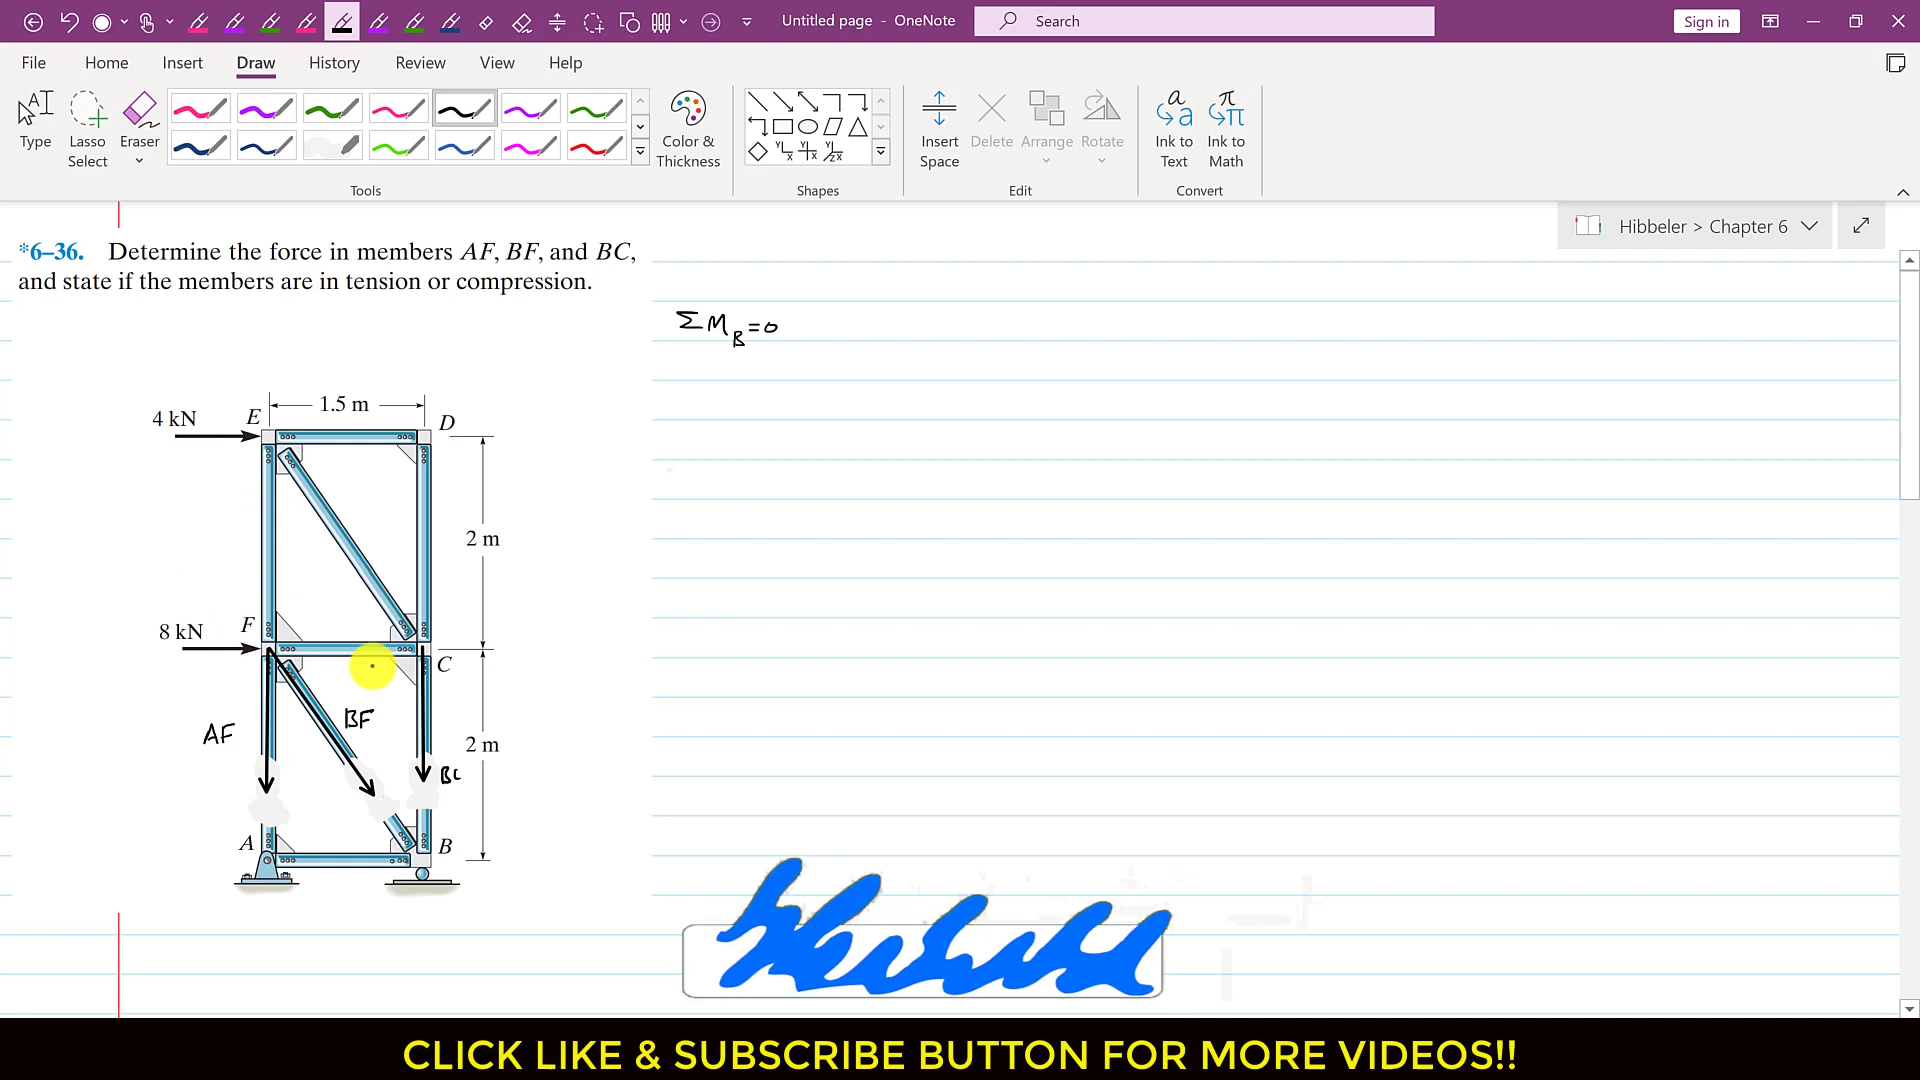 Untitled page - OneNote
Search
Sign in
File Home Insert Draw History Review View Help
Type
Lasso Select
Eraser
Color & Thickness
Insert Space
Delete
Arrange
Rotate
Ink to Text
Ink to Math
Tools
Shapes
Edit
Convert
Hibbeler > Chapter 6
*6–36. Determine the force in members AF, BF, and BC,
and state if the members are in tension or compression.
ΣM_B=0
1.5 m
4 kN
E
D
2 m
8 kN
F
C
AF
BF
2 m
BC
A
B
CLICK LIKE & SUBSCRIBE BUTTON FOR MORE VIDEOS!!